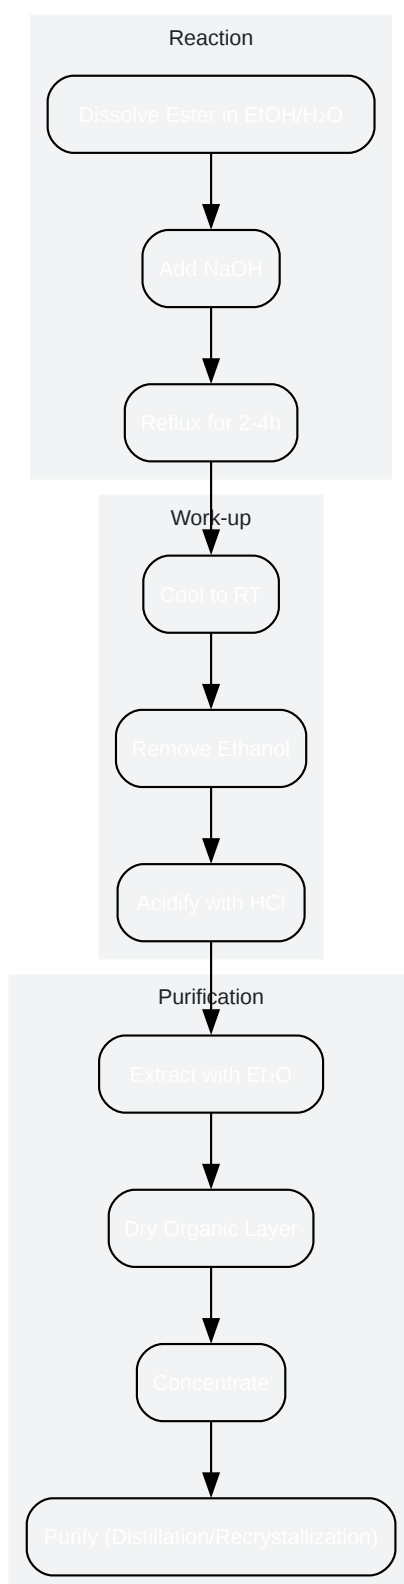 Reaction
Dissolve Ester in EtOH/H₂O
Add NaOH
Reflux for 2-4h
Work-up
Cool to RT
Remove Ethanol
Acidify with HCl
Purification
Extract with Et₂O
Dry Organic Layer
Concentrate
Purify (Distillation/Recrystallization)